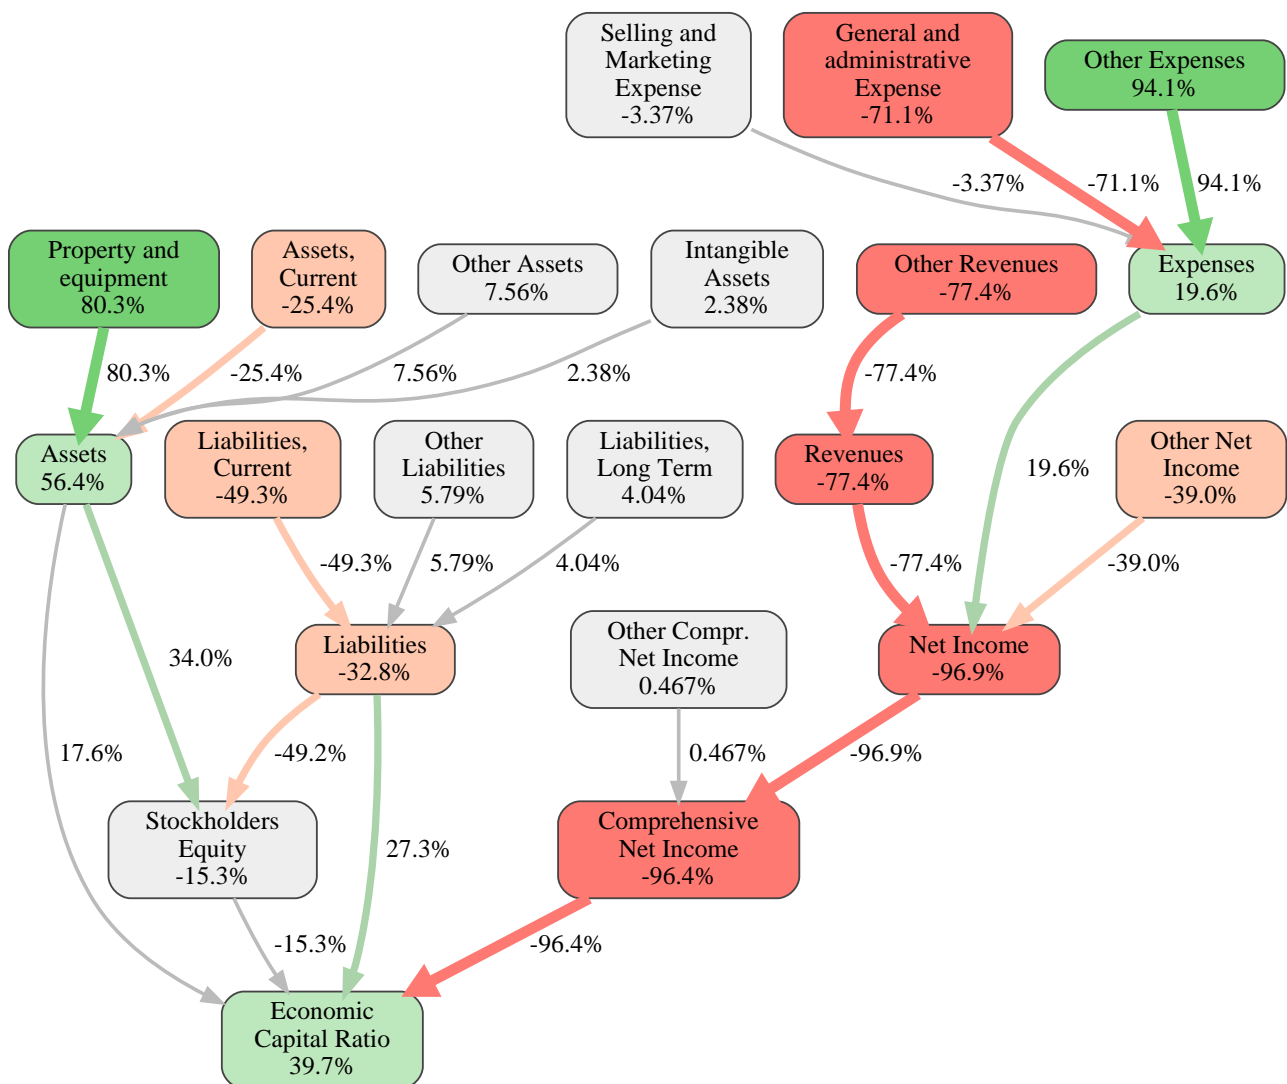 Selling and
Marketing
Expense
-3.37%
General and
administrative
Expense
-71.1%
Other Expenses
94.1%
-3.37%
-71.1%
94.1%
Property and
equipment
80.3%
Assets,
Current
-25.4%
Other Assets
7.56%
Intangible
Assets
2.38%
Other Revenues
-77.4%
Expenses
19.6%
80.3%
-25.4%
7.56%
2.38%
-77.4%
Assets
56.4%
Liabilities,
Current
-49.3%
Other
Liabilities
5.79%
Liabilities,
Long Term
4.04%
Revenues
-77.4%
19.6%
Other Net
Income
-39.0%
-49.3%
5.79%
4.04%
-77.4%
-39.0%
34.0%
Liabilities
-32.8%
Other Compr.
Net Income
0.467%
Net Income
-96.9%
17.6%
-49.2%
0.467%
-96.9%
Stockholders
Equity
-15.3%
27.3%
Comprehensive
Net Income
-96.4%
-15.3%
-96.4%
Economic
Capital Ratio
39.7%